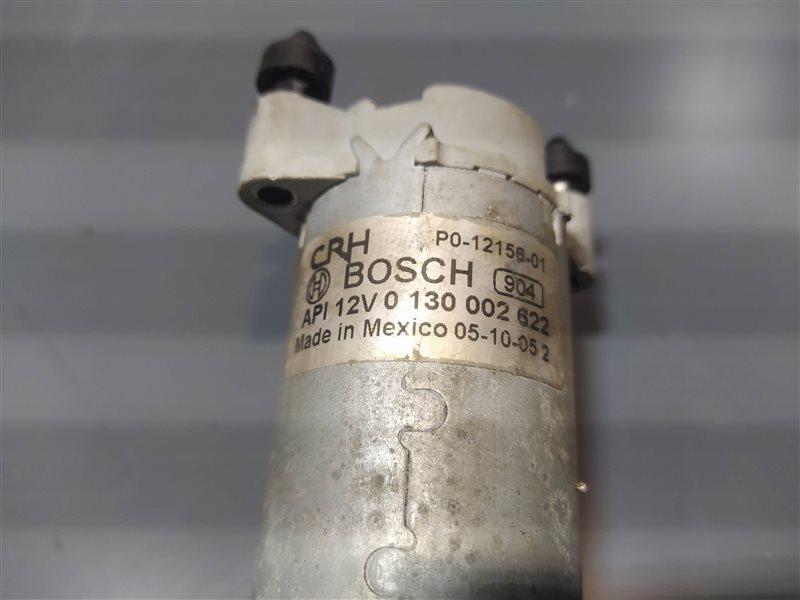 CRH P0-12156-01
BOSCH 904
API 12V 0 130 002 622
Made in Mexico 05-10-05 2